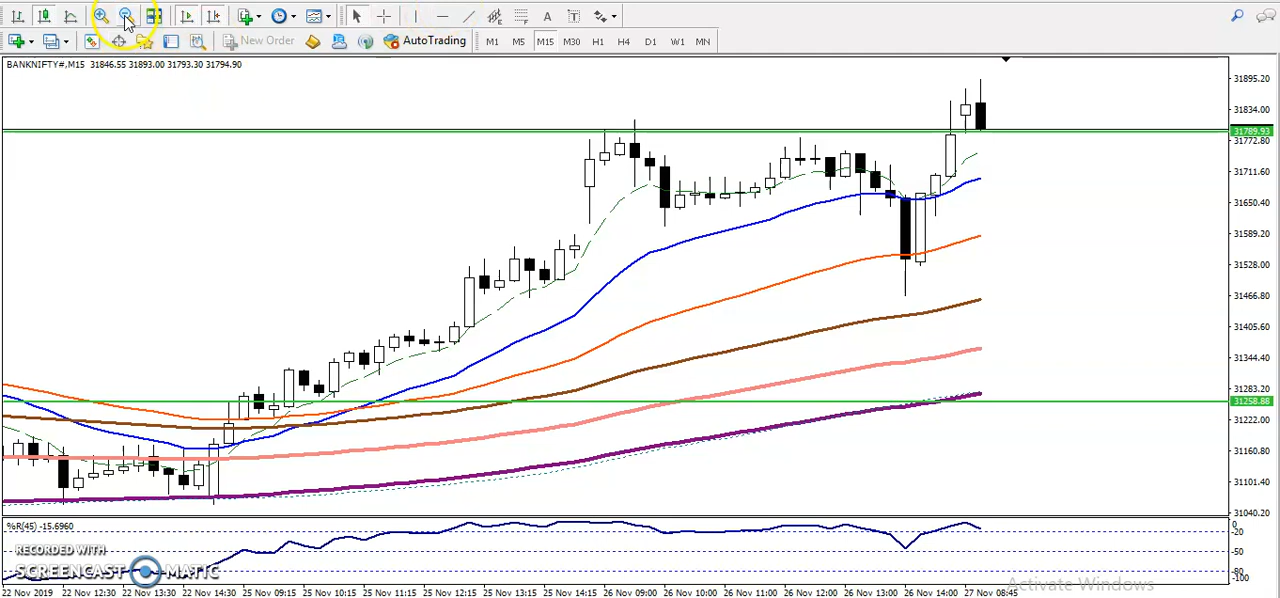 New Order
AutoTrading
M1 M5 M15 M30 H1 H4 D1 W1 MN
BANKNIFTY#,M15 31846.55 31893.00 31793.30 31794.90
31895.20
31834.00
31789.93
31772.80
31711.60
31650.40
31589.20
31528.00
31466.80
31405.60
31344.40
31283.20
31258.88
31222.00
31160.80
31101.40
31040.20
%R(45) -15.6960
0
-20
-50
-80
-100
RECORDED WITH
SCREENCAST MATIC
Activate Windows
22 Nov 2019 22 Nov 12:30 22 Nov 13:30 22 Nov 14:30 25 Nov 09:15 25 Nov 10:15 25 Nov 11:15 25 Nov 12:15 25 Nov 13:15 25 Nov 14:15 26 Nov 09:00 26 Nov 10:00 26 Nov 11:00 26 Nov 12:00 26 Nov 13:00 26 Nov 14:00 27 Nov 08:45